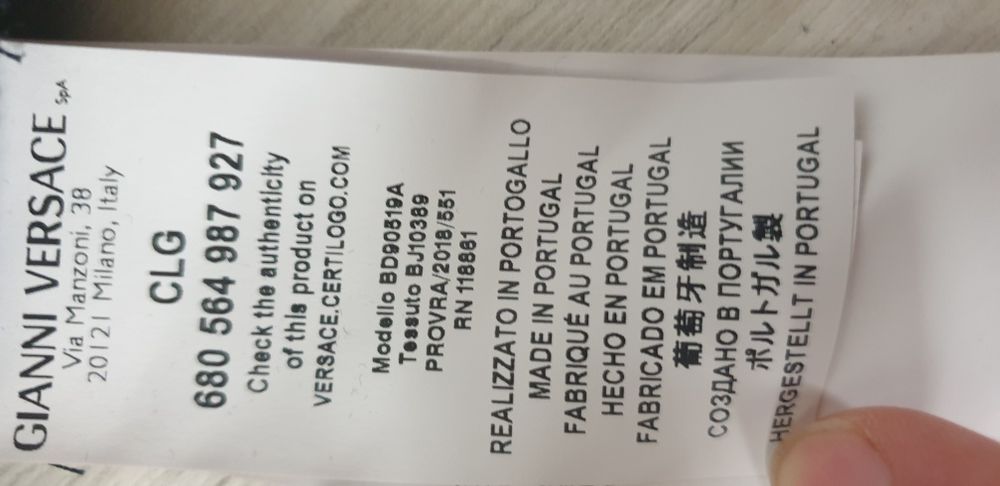 GIANNI VERSACE SpA
Via Manzoni, 38
20121 Milano, Italy
CLG
680 564 987 927
Check the authenticity
of this product on
VERSACE.CERTILOGO.COM
Modello BD90519A
Tessuto BJ10389
PROVRA/2018/551
RN 118881
REALIZZATO IN PORTOGALLO
MADE IN PORTUGAL
FABRIQUÉ AU PORTUGAL
HECHO EN PORTUGAL
FABRICADO EM PORTUGAL
葡萄牙制造
СОЗДАНО В ПОРТУГАЛИИ
ポルトガル製
HERGESTELLT IN PORTUGAL